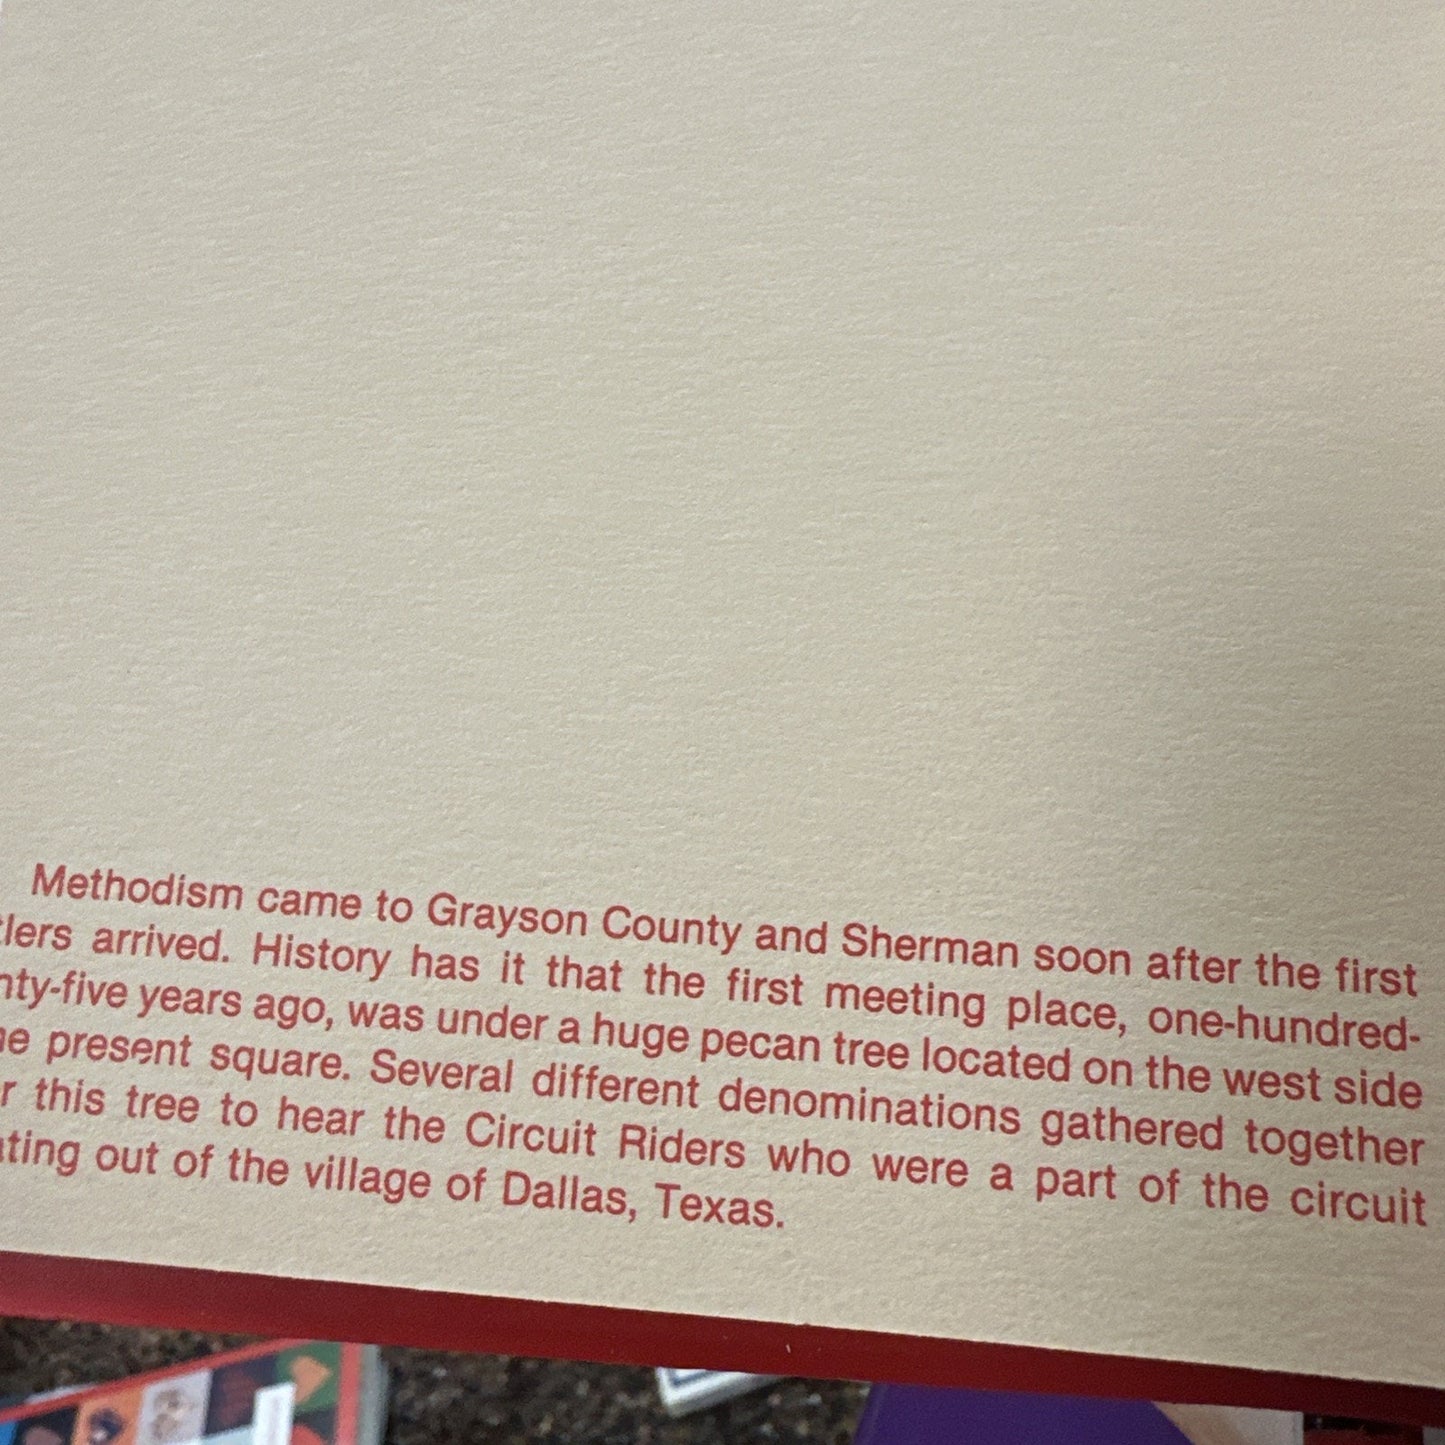 Methodism came to Grayson County and Sherman soon after the first
tlers arrived. History has it that the first meeting place, one-hundred-
nty-five years ago, was under a huge pecan tree located on the west side
he present square. Several different denominations gathered together
r this tree to hear the Circuit Riders who were a part of the circuit
ating out of the village of Dallas, Texas.